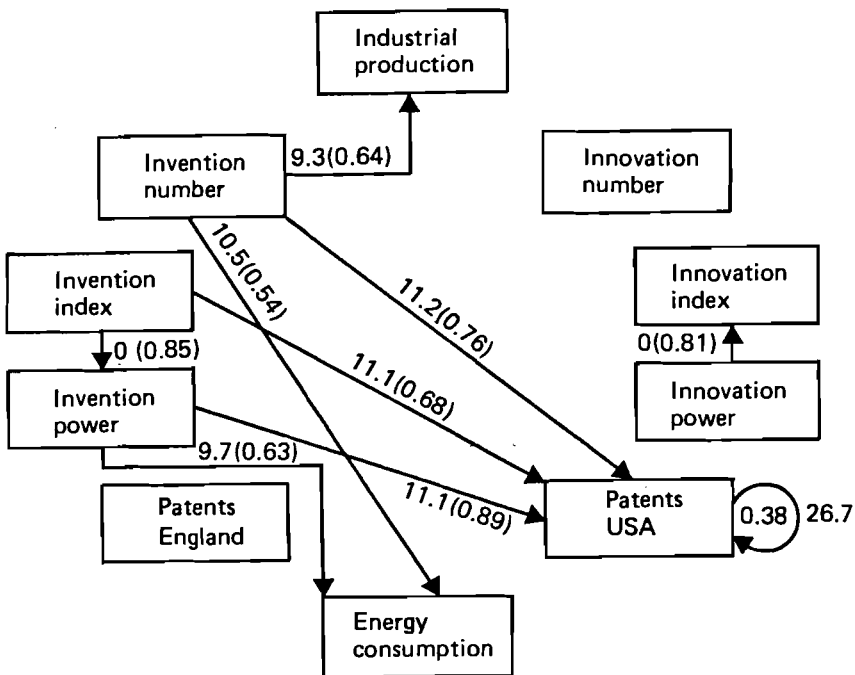 Industrial
production
Invention
number
9.3(0.64)
Innovation
number
10.5(0.54)
11.2(0.76)
Invention
index
Innovation
index
0 (0.85)
0(0.81)
11.1(0.68)
Invention
power
Innovation
power
9.7(0.63)
11.1(0.89)
Patents
England
Patents
USA
0.38
26.7
Energy
consumption